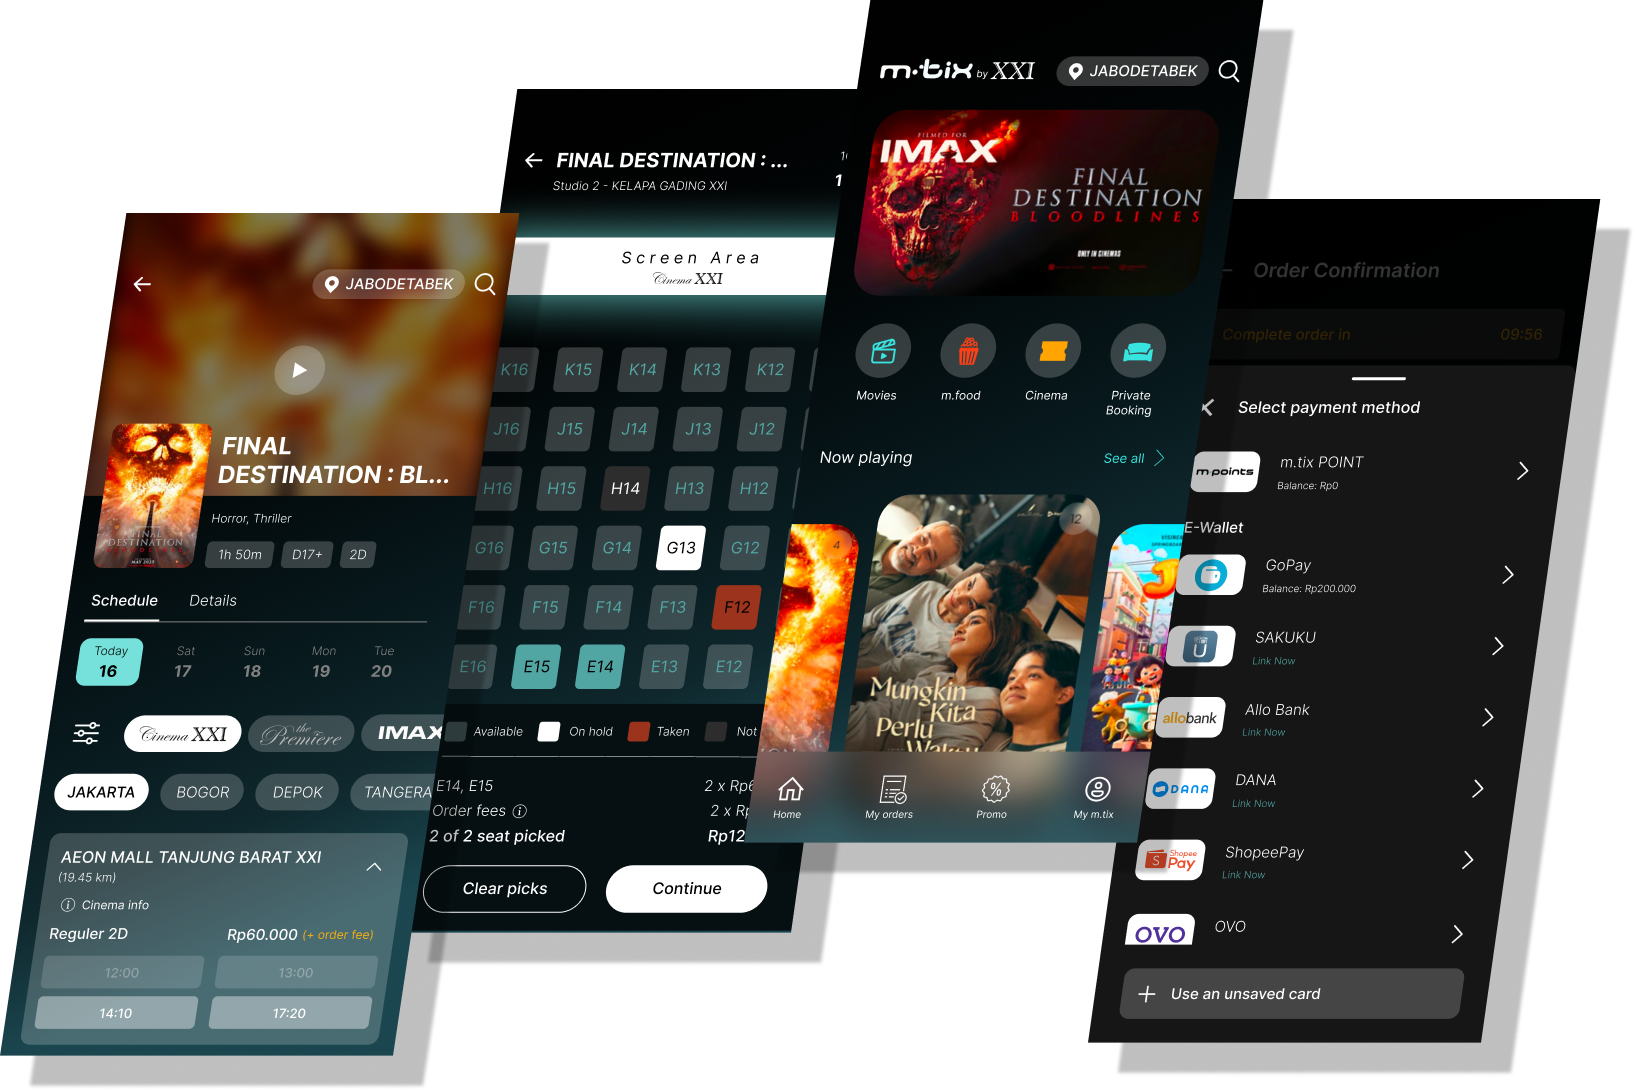 JABODETABEK
FINAL
DESTINATION : BL...
FINAL
DESTINATION
BLOODLINES
MAY 2025
Horror, Thriller
1h 50m
D17+
2D
Schedule
Details
Today
16
Sat
17
Sun
18
Mon
19
Tue
20
Cinema XXI
the Premiere
IMAX
JAKARTA
BOGOR
DEPOK
TANGERA
AEON MALL TANJUNG BARAT XXI
(19.45 km)
Cinema info
Reguler 2D
Rp60.000 (+ order fee)
12:00
13:00
14:10
17:20
FINAL DESTINATION : ...
Studio 2 - KELAPA GADING XXI
Screen Area
Cinema XXI
K16 K15 K14 K13 K12
J16 J15 J14 J13 J12
H16 H15 H14 H13 H12
G16 G15 G14 G13 G12
F16 F15 F14 F13 F12
E16 E15 E14 E13 E12
Available
On hold
Taken
Not
E14, E15
2 x Rp6
Order fees
2 x Rp
2 of 2 seat picked
Rp12
Clear picks
Continue
m.tix by XXI
JABODETABEK
FILMED FOR
IMAX
FINAL
DESTINATION
BLOODLINES
ONLY IN CINEMAS
Movies
m.food
Cinema
Private
Booking
Now playing
See all
4
12
Mungkin
Kita
Perlu
Waktu
Home
My orders
Promo
My m.tix
Order Confirmation
Complete order in
09:56
Select payment method
m.points
m.tix POINT
Balance: Rp0
E-Wallet
GoPay
Balance: Rp200.000
SAKUKU
Link Now
allobank
Allo Bank
Link Now
DANA
DANA
Link Now
Shopee
Pay
ShopeePay
Link Now
OVO
OVO
Use an unsaved card